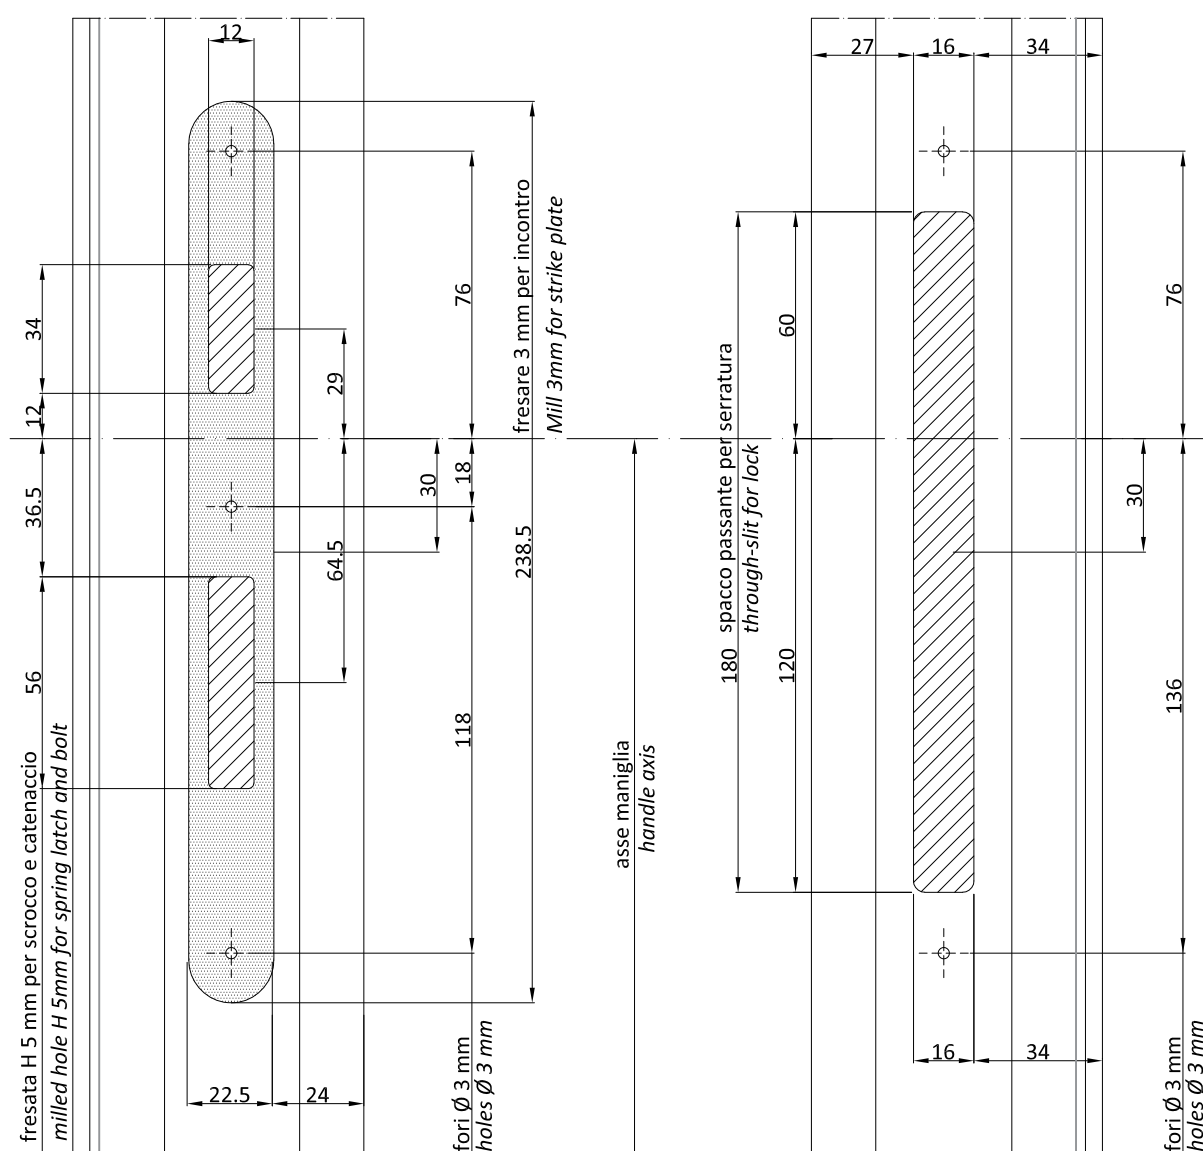 12
34
12
36.5
56
fresata H 5 mm per scrocco e catenaccio
milled hole H 5mm for spring latch and bolt
29
64.5
30
76
18
118
fresare 3 mm per incontro
Mill 3mm for strike plate
238.5
22.5
24
fori Ø 3 mm
holes Ø 3 mm
asse maniglia
handle axis
27
16
34
180 spacco passante per serratura
through-slit for lock
60
120
76
30
136
16
34
fori Ø 3 mm
holes Ø 3 mm